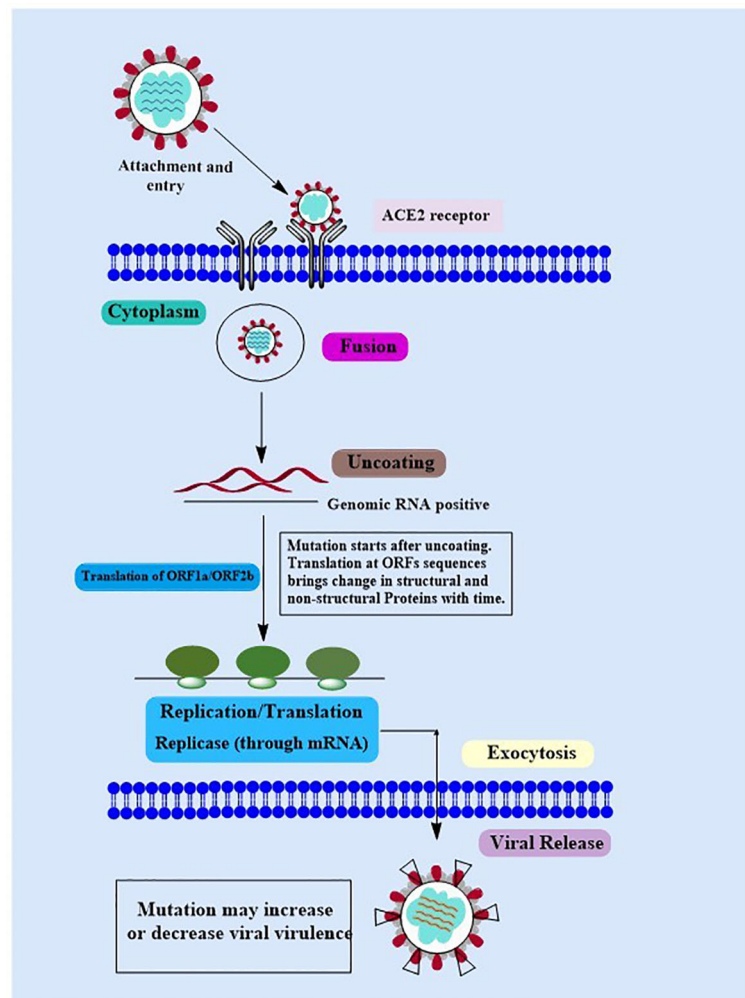 Attachment and
entry
ACE2 receptor
Cytoplasm
Fusion
Uncoating
Genomic RNA positive
Mutation starts after uncoating.
Translation at ORFs sequences
brings change in structural and
non-structural Proteins with time.
Translation of ORF1a/ORF2b
Replication/Translation
Replicase (through mRNA)
Exocytosis
Viral Release
Mutation may increase
or decrease viral virulence